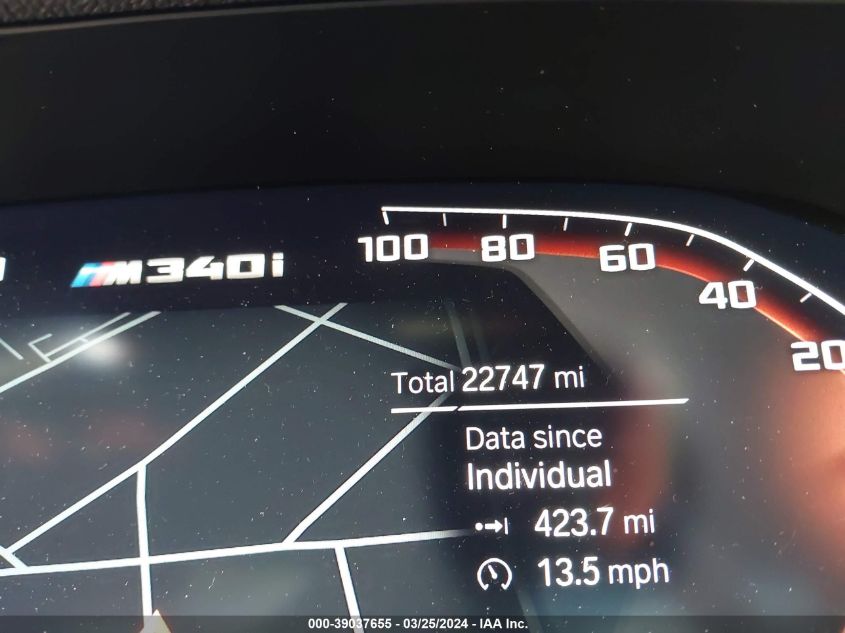 M340i
100
80
60
40
20
Total 22747 mi
Data since
Individual
423.7 mi
13.5 mph
000-39037655 - 03/25/2024 - IAA Inc.